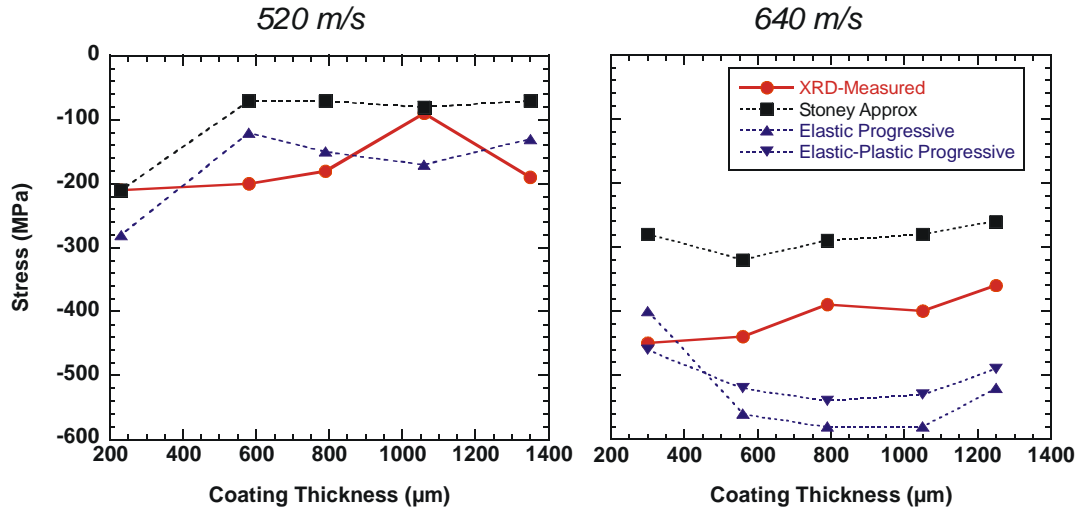 520 m/s
640 m/s
0
-100
-200
-300
-400
-500
-600
Stress (MPa)
XRD-Measured
Stoney Approx
Elastic Progressive
Elastic-Plastic Progressive
200 400 600 800 1000 1200 1400
200 400 600 800 1000 1200 1400
Coating Thickness (µm)
Coating Thickness (µm)